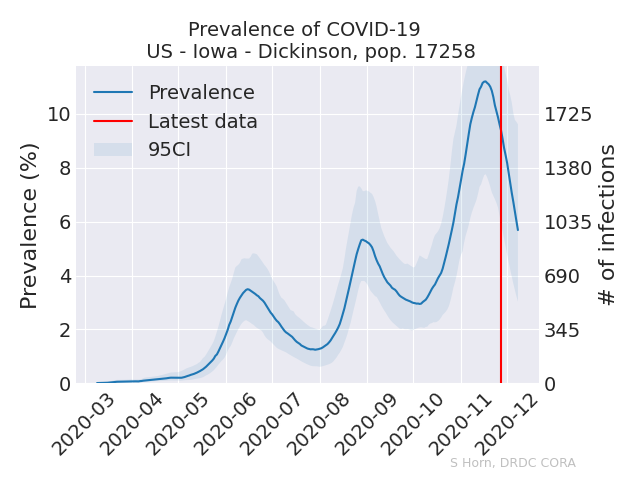 Prevalence of COVID-19
US - Iowa - Dickinson, pop. 17258
Prevalence
Latest data
95CI
Prevalence (%)
10
8
6
4
2
0
1725
1380
1035
690
345
0
# of infections
2020-03
2020-04
2020-05
2020-06
2020-07
2020-08
2020-09
2020-10
2020-11
2020-12
S Horn, DRDC CORA